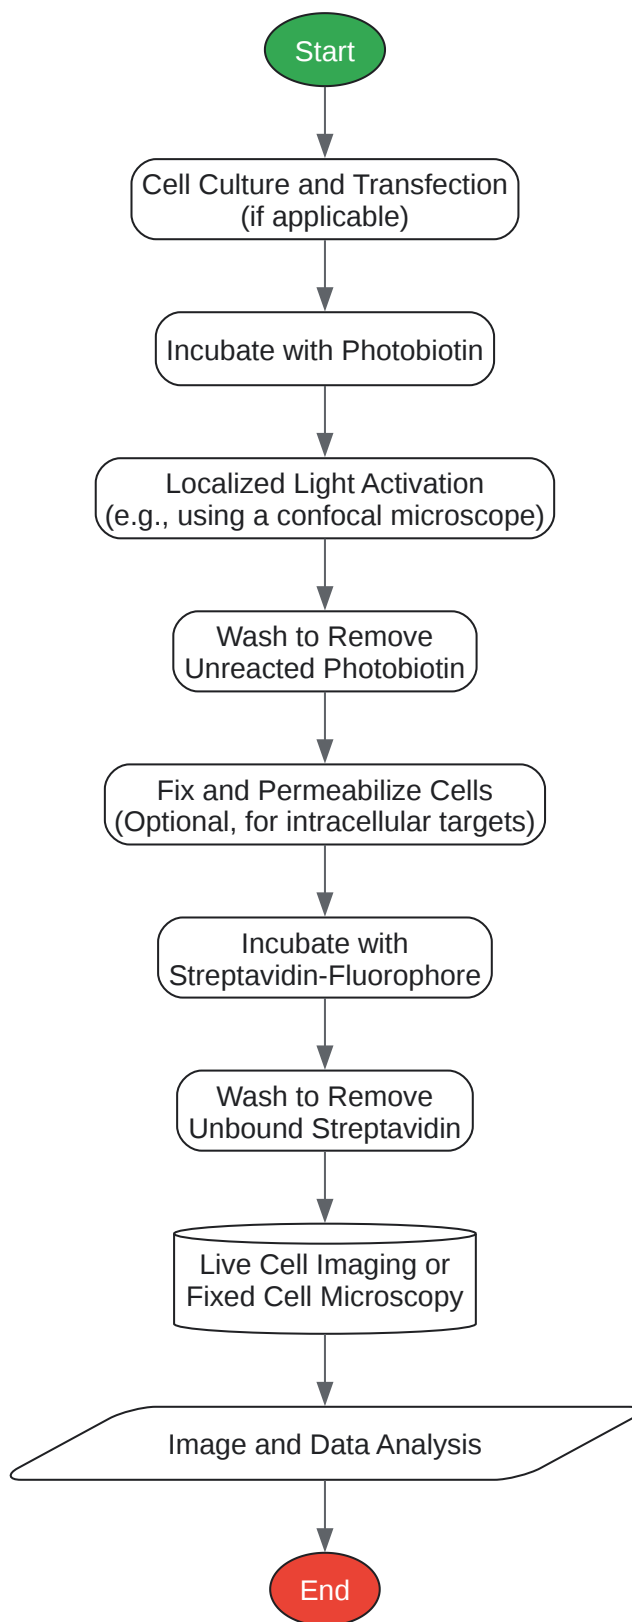 Start
Cell Culture and Transfection
(if applicable)
Incubate with Photobiotin
Localized Light Activation
(e.g., using a confocal microscope)
Wash to Remove
Unreacted Photobiotin
Fix and Permeabilize Cells
(Optional, for intracellular targets)
Incubate with
Streptavidin-Fluorophore
Wash to Remove
Unbound Streptavidin
Live Cell Imaging or
Fixed Cell Microscopy
Image and Data Analysis
End